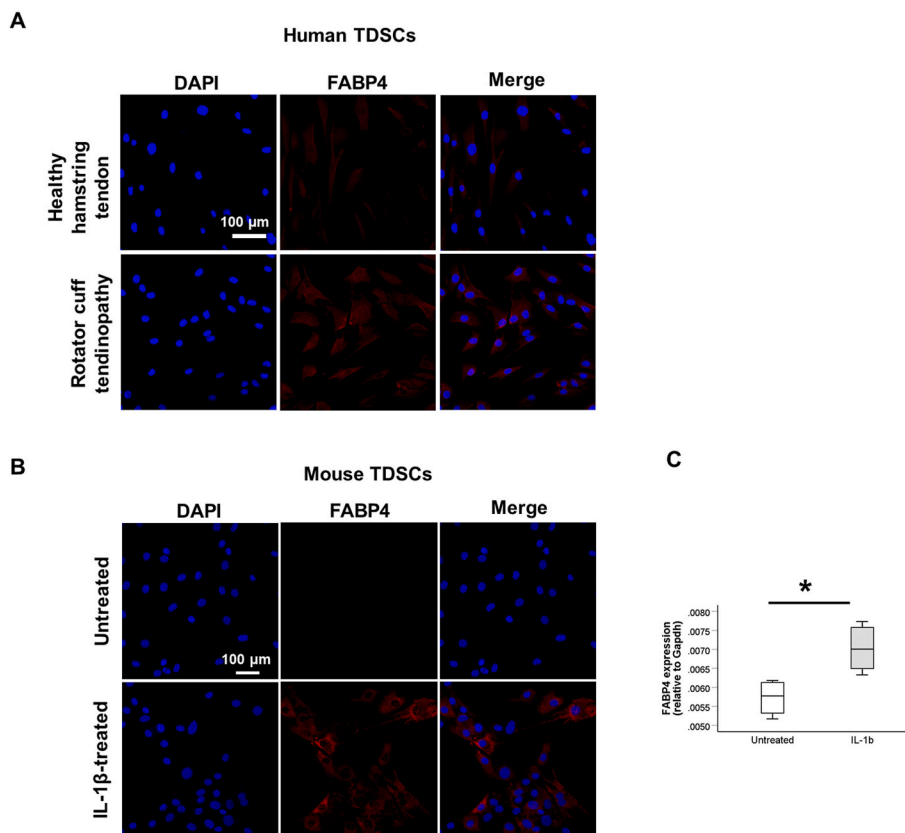 A
Human TDSCs
DAPI FABP4 Merge
Healthy
hamstring
tendon
100 µm
Rotator cuff
tendinopathy
B
Mouse TDSCs
DAPI FABP4 Merge
Untreated
100 µm
IL-1β-treated
C
*
FABP4 expression
(relative to Gapdh)
.0080
.0075
.0070
.0065
.0060
.0055
.0050
Untreated IL-1b